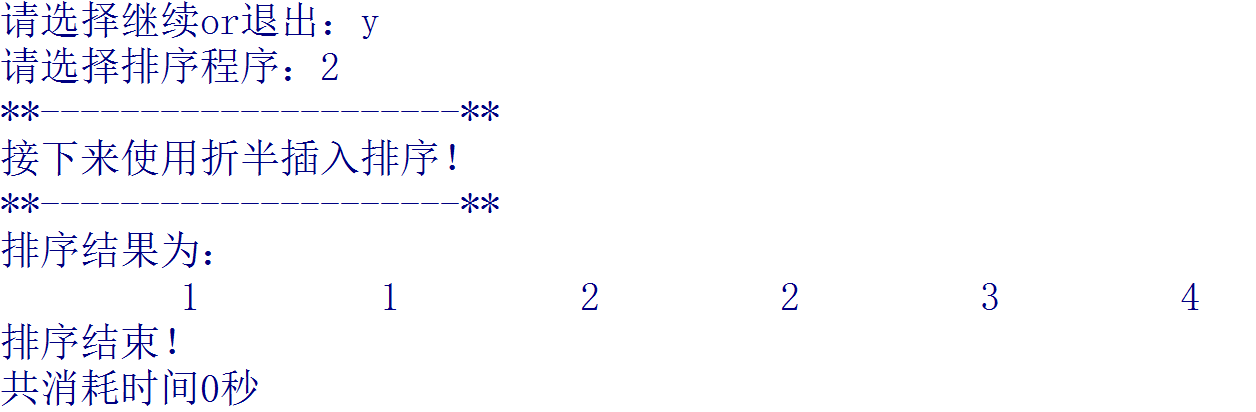 请选择继续or退出：y
请选择排序程序：2
**---------------------**
接下来使用折半插入排序！
**---------------------**
排序结果为：
1 1 2 2 3 4
排序结束！
共消耗时间0秒